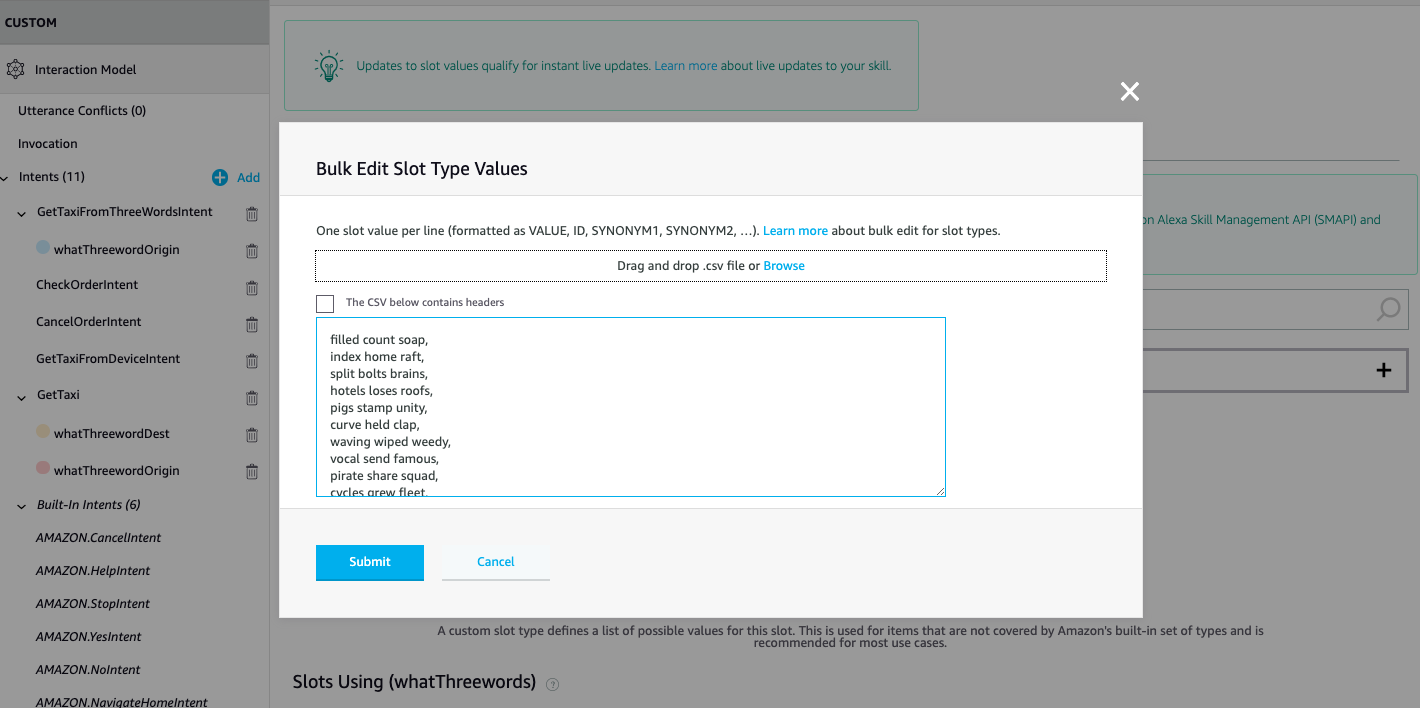 CUSTOM
Interaction Model
Utterance Conflicts (0)
Invocation
Intents (11)
Add
GetTaxiFromThreeWordsIntent
whatThreewordOrigin
CheckOrderIntent
CancelOrderIntent
GetTaxiFromDeviceIntent
GetTaxi
whatThreewordDest
whatThreewordOrigin
Built-In Intents (6)
AMAZON.CancelIntent
AMAZON.HelpIntent
AMAZON.StopIntent
AMAZON.YesIntent
AMAZON.NoIntent
AMAZON.NavigateHomeIntent
Updates to slot values qualify for instant live updates. Learn more about live updates to your skill.
Bulk Edit Slot Type Values
One slot value per line (formatted as VALUE, ID, SYNONYM1, SYNONYM2, ...). Learn more about bulk edit for slot types.
Drag and drop .csv file or Browse
The CSV below contains headers
filled count soap,
index home raft,
split bolts brains,
hotels loses roofs,
pigs stamp unity,
curve held clap,
waving wiped weedy,
vocal send famous,
pirate share squad,
cycles grew fleet,
Submit
Cancel
on Alexa Skill Management API (SMAPI) and
A custom slot type defines a list of possible values for this slot. This is used for items that are not covered by Amazon's built-in set of types and is
recommended for most use cases.
Slots Using (whatThreewords)
?